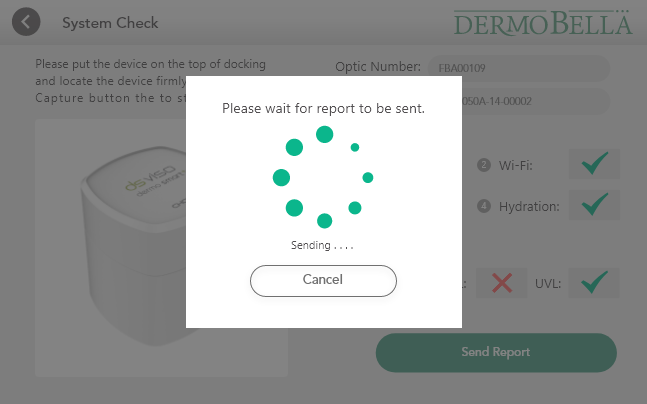 System Check
DERMOBELLA
Please put the device on the top of docking
and locate the device firmly
Capture button the to st
Optic Number: FBA00109
050A-14-00002
Please wait for report to be sent.
2 Wi-Fi:
4 Hydration:
Sending . . . .
Cancel
UVL:
Send Report